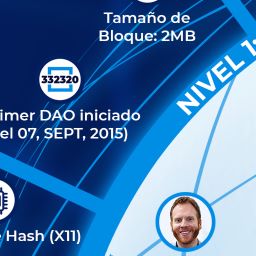 Tamaño de
Bloque: 2MB
NIVEL 1:
332320
imer DAO iniciado
el 07, SEPT, 2015)
Hash (X11)